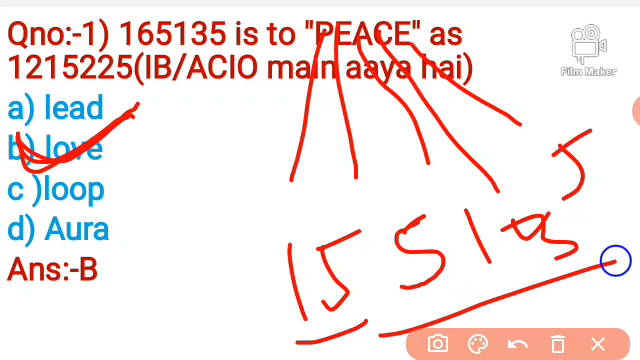 Qno:-1) 165135 is to "PEACE" as
1215225(IB/ACIO main aaya hai)
Film Maker
a) lead
b) love
c )loop
d) Aura
Ans:-B
15 5 1 3 5